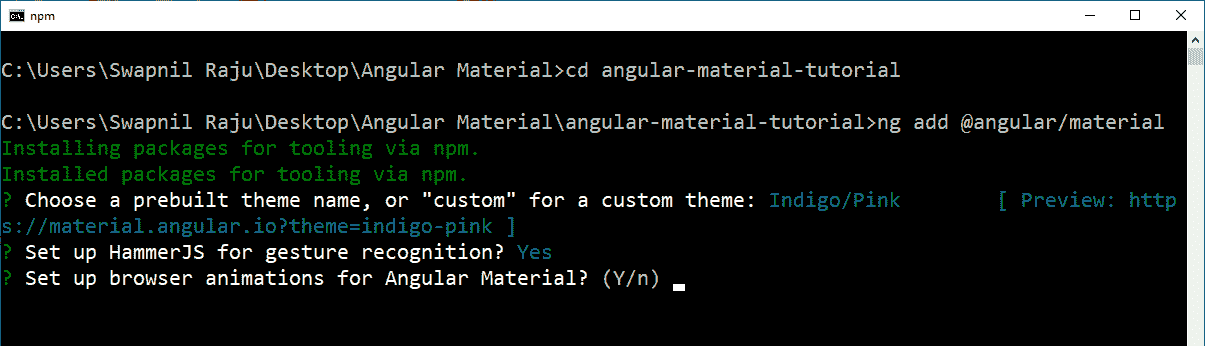 npm
C:\Users\Swapnil Raju\Desktop\Angular Material>cd angular-material-tutorial
C:\Users\Swapnil Raju\Desktop\Angular Material\angular-material-tutorial>ng add @angular/material
Installing packages for tooling via npm.
Installed packages for tooling via npm.
? Choose a prebuilt theme name, or "custom" for a custom theme: Indigo/Pink        [ Preview: http
s://material.angular.io?theme=indigo-pink ]
? Set up HammerJS for gesture recognition? Yes
? Set up browser animations for Angular Material? (Y/n)